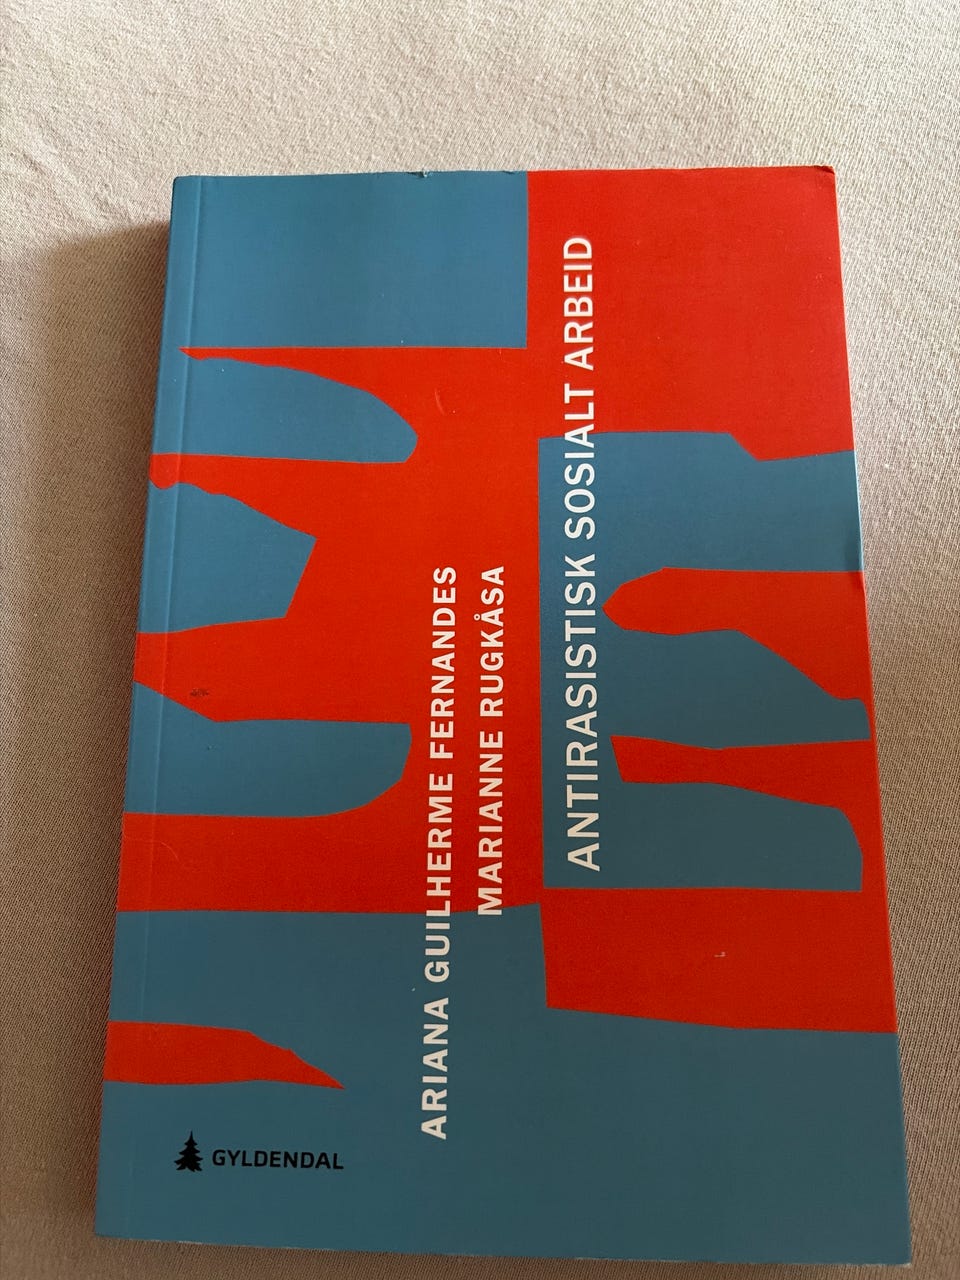 ARIANA GUILHERME FERNANDES
MARIANNE RUGKÅSA
ANTIRASISTISK SOSIALT ARBEID
GYLDENDAL